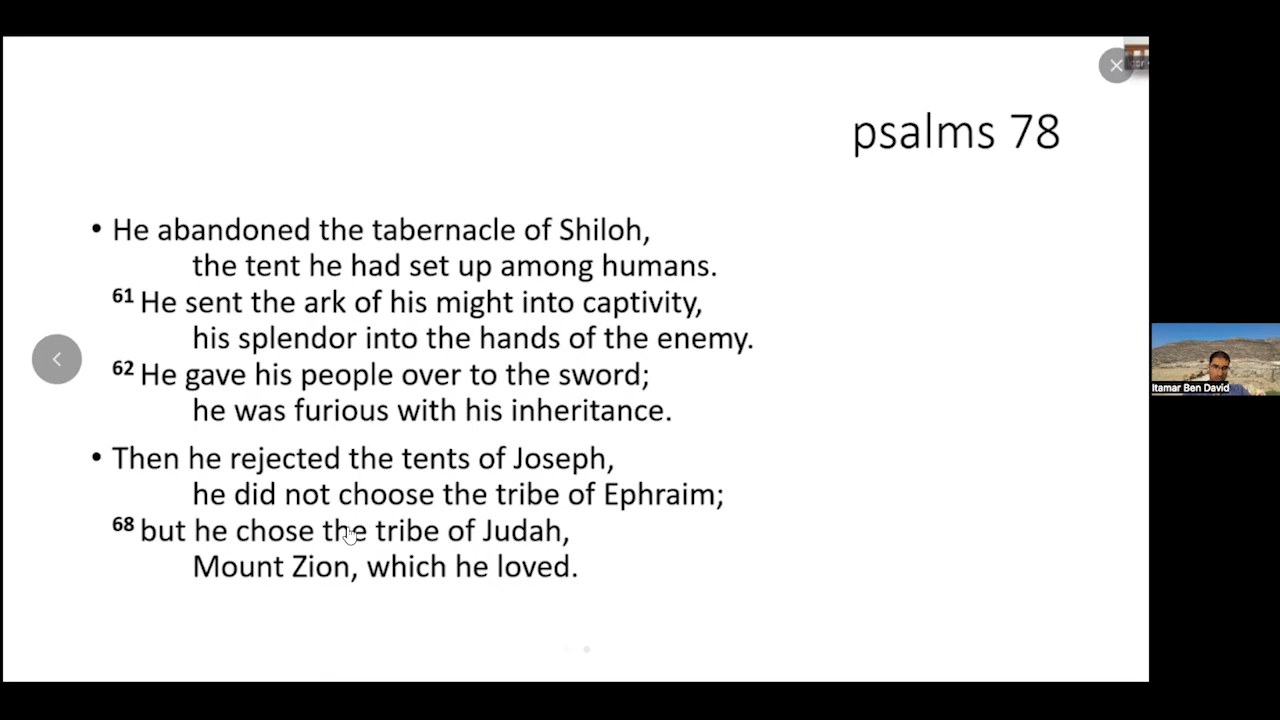 psalms 78
• He abandoned the tabernacle of Shiloh,
the tent he had set up among humans.
61 He sent the ark of his might into captivity,
his splendor into the hands of the enemy.
62 He gave his people over to the sword;
he was furious with his inheritance.
• Then he rejected the tents of Joseph,
he did not choose the tribe of Ephraim;
68 but he chose the tribe of Judah,
Mount Zion, which he loved.
Itamar Ben David